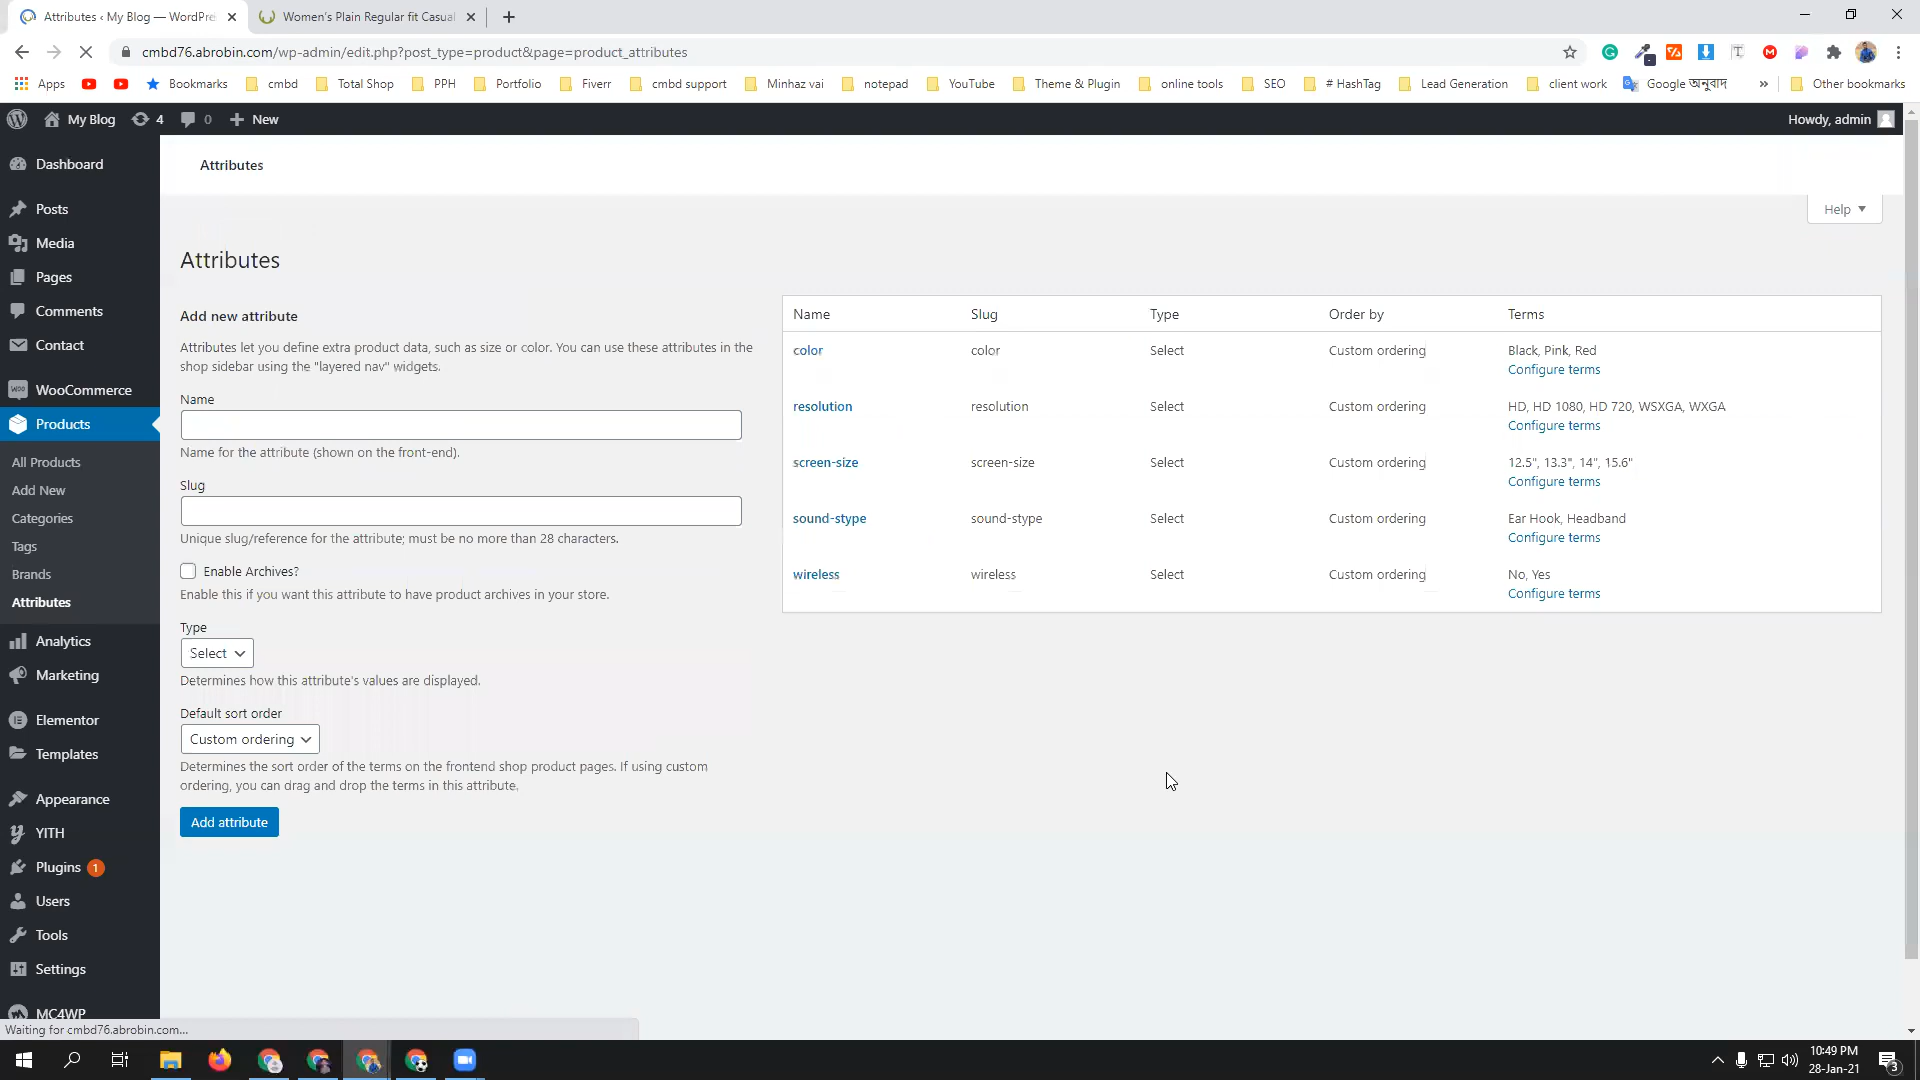 Attributes ‹ My Blog — WordPre
Women's Plain Regular fit Casual
cmbd76.abrobin.com/wp-admin/edit.php?post_type=product&page=product_attributes
Apps
Bookmarks
cmbd
Total Shop
PPH
Portfolio
Fiverr
cmbd support
Minhaz vai
notepad
YouTube
Theme & Plugin
online tools
SEO
# HashTag
Lead Generation
client work
Google অনুবাদ
»
Other bookmarks
My Blog
4
0
New
Howdy, admin
Dashboard
Posts
Media
Pages
Comments
Contact
WooCommerce
Products
All Products
Add New
Categories
Tags
Brands
Attributes
Analytics
Marketing
Elementor
Templates
Appearance
YITH
Plugins 1
Users
Tools
Settings
MC4WP
Attributes
Help
Attributes
Add new attribute
Attributes let you define extra product data, such as size or color. You can use these attributes in the
shop sidebar using the "layered nav" widgets.
Name
Name for the attribute (shown on the front-end).
Slug
Unique slug/reference for the attribute; must be no more than 28 characters.
Enable Archives?
Enable this if you want this attribute to have product archives in your store.
Type
Select
Determines how this attribute's values are displayed.
Default sort order
Custom ordering
Determines the sort order of the terms on the frontend shop product pages. If using custom
ordering, you can drag and drop the terms in this attribute.
Add attribute
Name Slug Type Order by Terms
color color Select Custom ordering Black, Pink, Red
Configure terms
resolution resolution Select Custom ordering HD, HD 1080, HD 720, WSXGA, WXGA
Configure terms
screen-size screen-size Select Custom ordering 12.5", 13.3", 14", 15.6"
Configure terms
sound-stype sound-stype Select Custom ordering Ear Hook, Headband
Configure terms
wireless wireless Select Custom ordering No, Yes
Configure terms
Waiting for cmbd76.abrobin.com...
10:49 PM
28-Jan-21
3